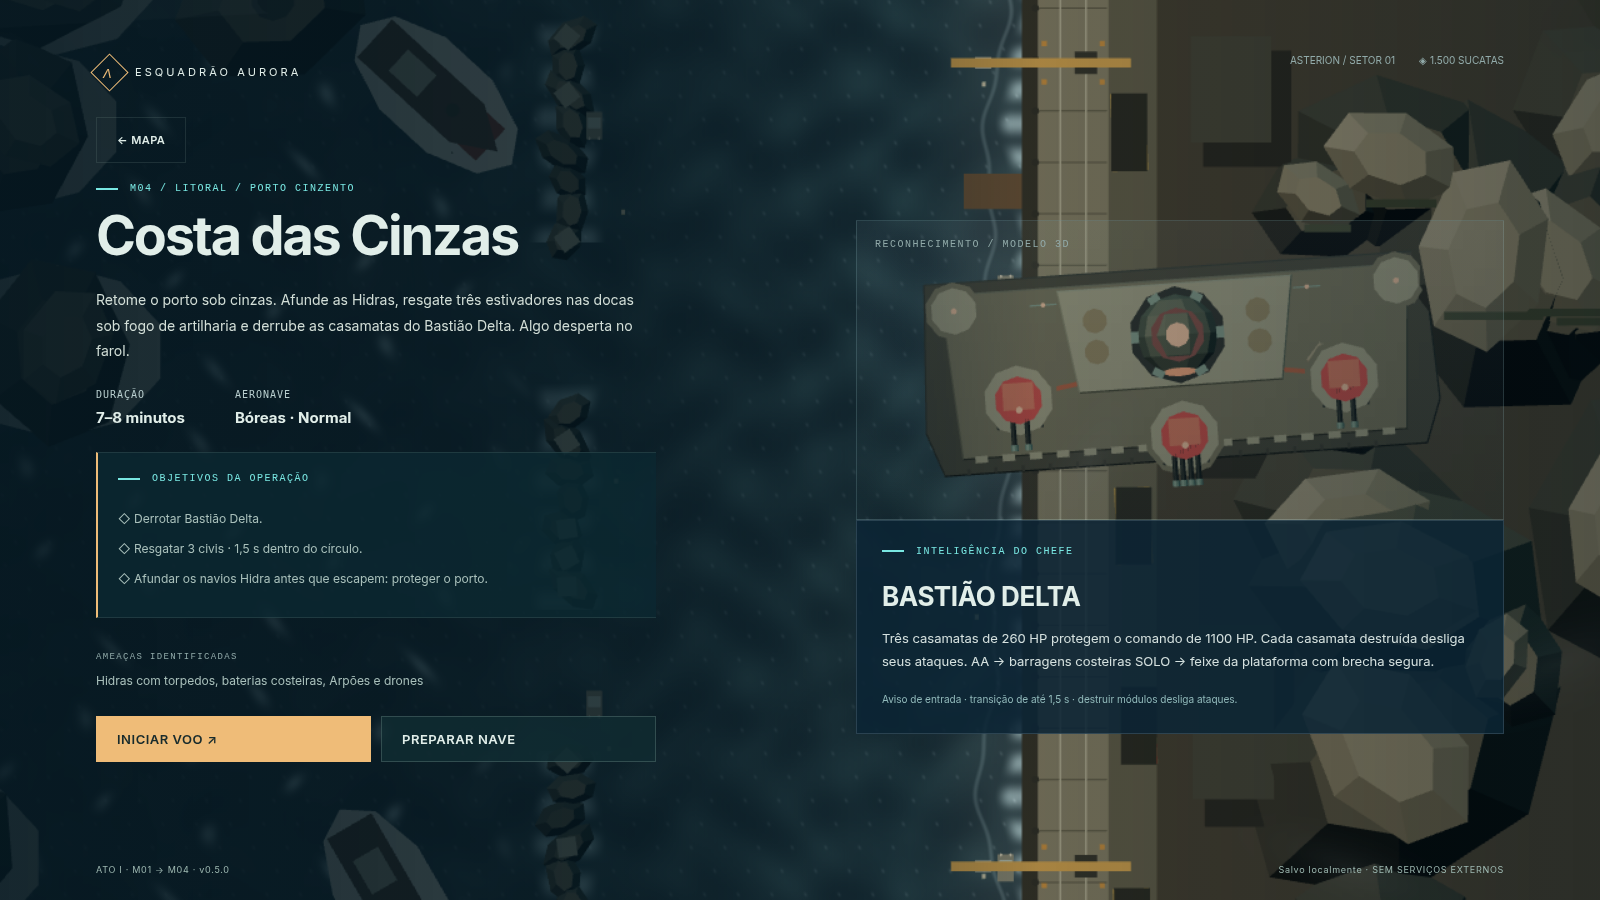 ESQUADRÃO AURORA
ASTERION / SETOR 01
◈ 1.500 SUCATAS
← MAPA
M04 / LITORAL / PORTO CINZENTO
Costa das Cinzas
Retome o porto sob cinzas. Afunde as Hidras, resgate três estivadores nas docas
sob fogo de artilharia e derrube as casamatas do Bastião Delta. Algo desperta no
farol.
DURAÇÃO
7–8 minutos
AERONAVE
Bóreas · Normal
OBJETIVOS DA OPERAÇÃO
◇ Derrotar Bastião Delta.
◇ Resgatar 3 civis · 1,5 s dentro do círculo.
◇ Afundar os navios Hidra antes que escapem: proteger o porto.
AMEAÇAS IDENTIFICADAS
Hidras com torpedos, baterias costeiras, Arpões e drones
INICIAR VOO ↗
PREPARAR NAVE
RECONHECIMENTO / MODELO 3D
INTELIGÊNCIA DO CHEFE
BASTIÃO DELTA
Três casamatas de 260 HP protegem o comando de 1100 HP. Cada casamata destruída desliga
seus ataques. AA → barragens costeiras SOLO → feixe da plataforma com brecha segura.
Aviso de entrada · transição de até 1,5 s · destruir módulos desliga ataques.
ATO I · M01 → M04 · v0.5.0
Salvo localmente · SEM SERVIÇOS EXTERNOS